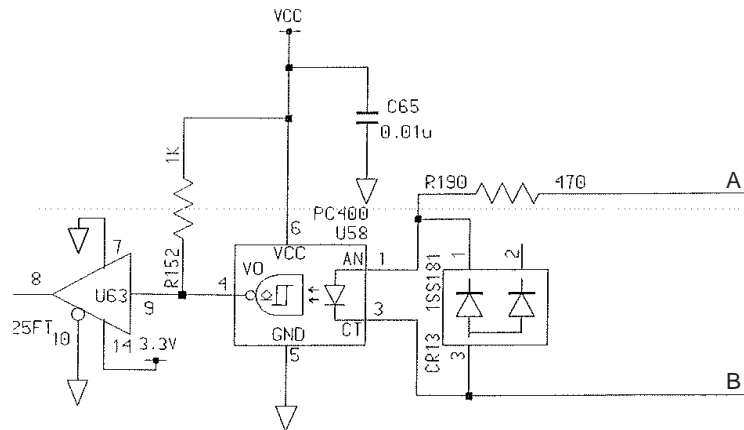 VCC
C65
0.01u
1K
R190
470
A
PC400
U58
6
VCC
AN
1
1
2
7
R152
VO
4
8
U63
9
1SS181
3
CT
GND
25FT
10
14
3.3V
5
CR13
3
B